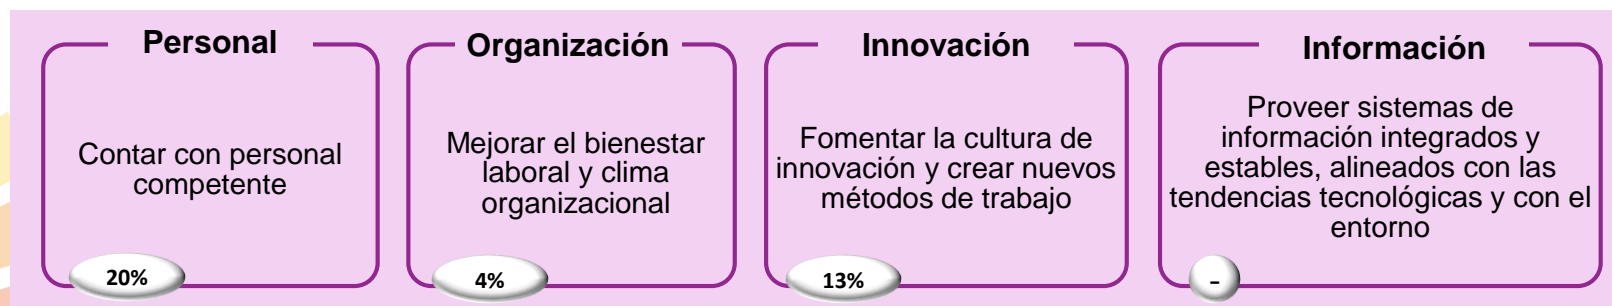 Personal
Contar con personal
competente
20%
Organización
Mejorar el bienestar
laboral y clima
organizacional
4%
Innovación
Fomentar la cultura de
innovación y crear nuevos
métodos de trabajo
13%
Información
Proveer sistemas de
información integrados y
estables, alineados con las
tendencias tecnológicas y con el
entorno
–